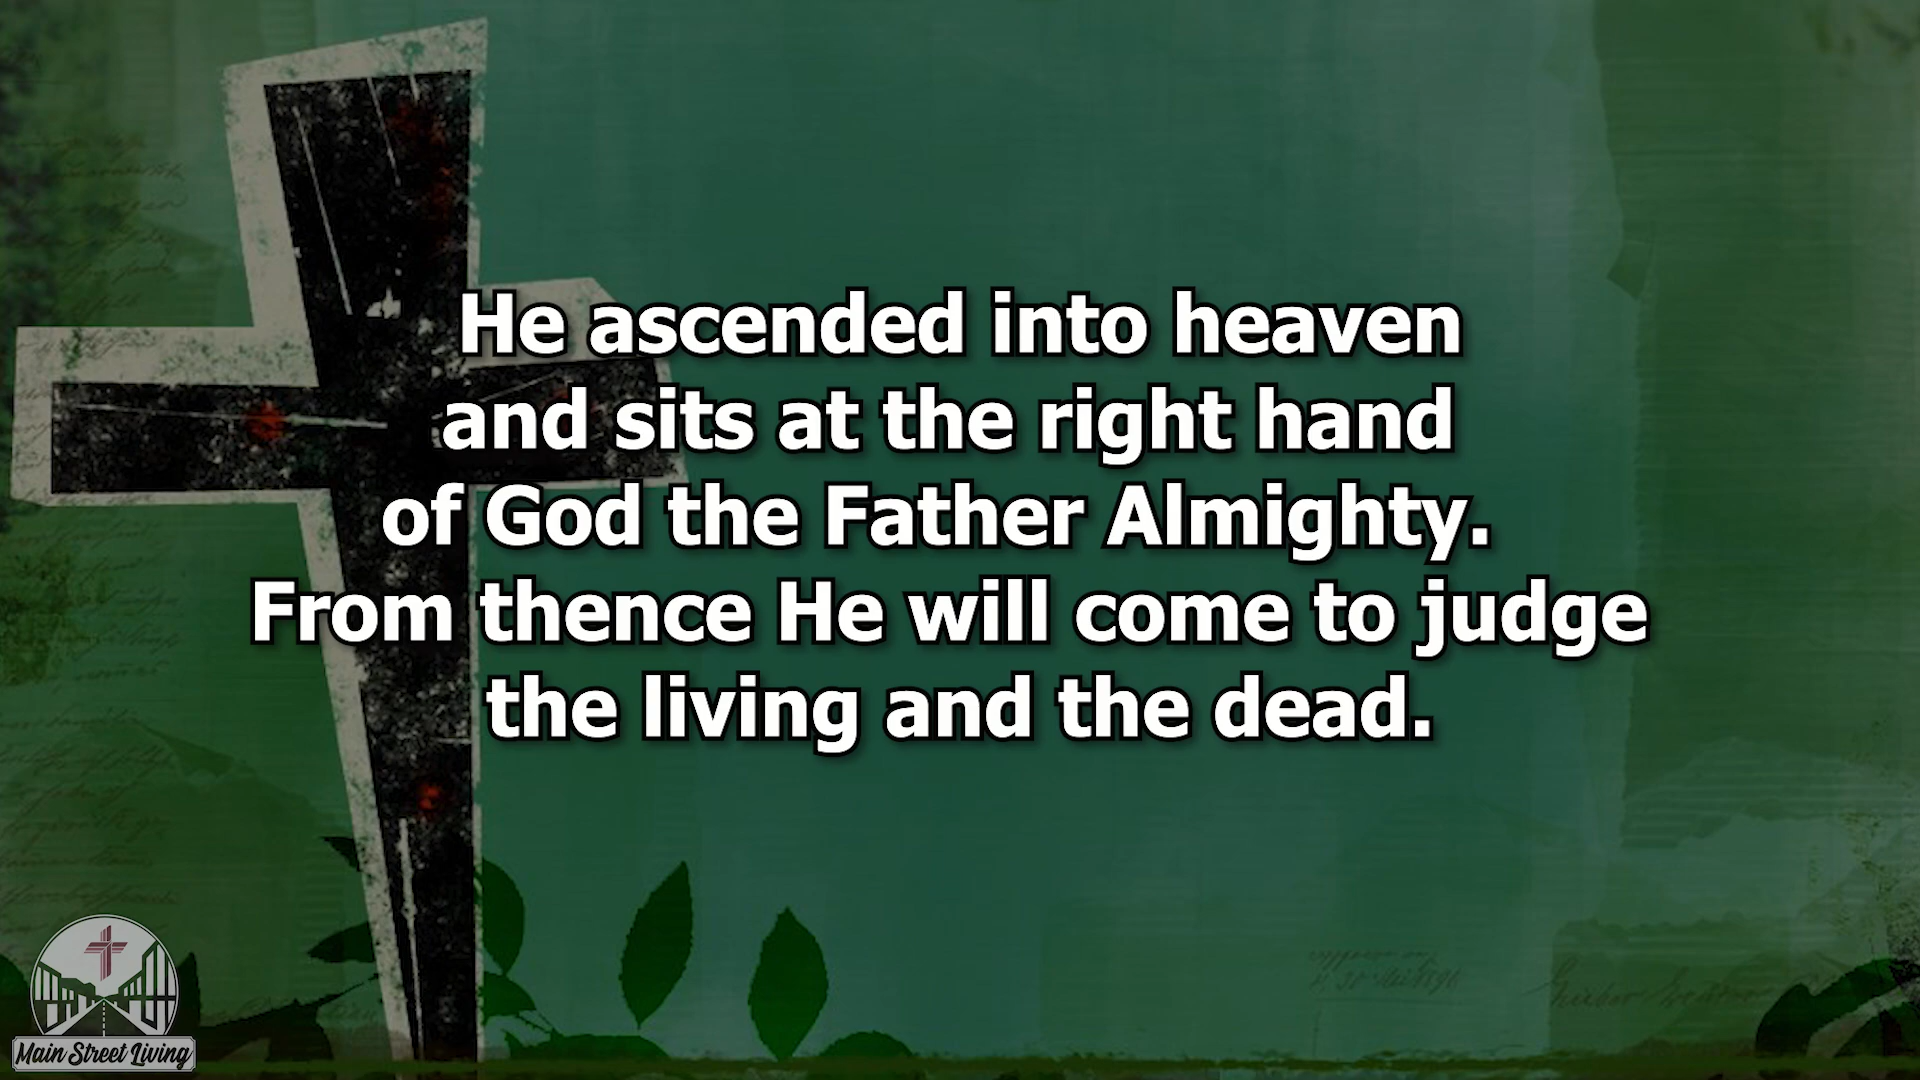 He ascended into heaven
and sits at the right hand
of God the Father Almighty.
From thence He will come to judge
the living and the dead.
Main Street Living